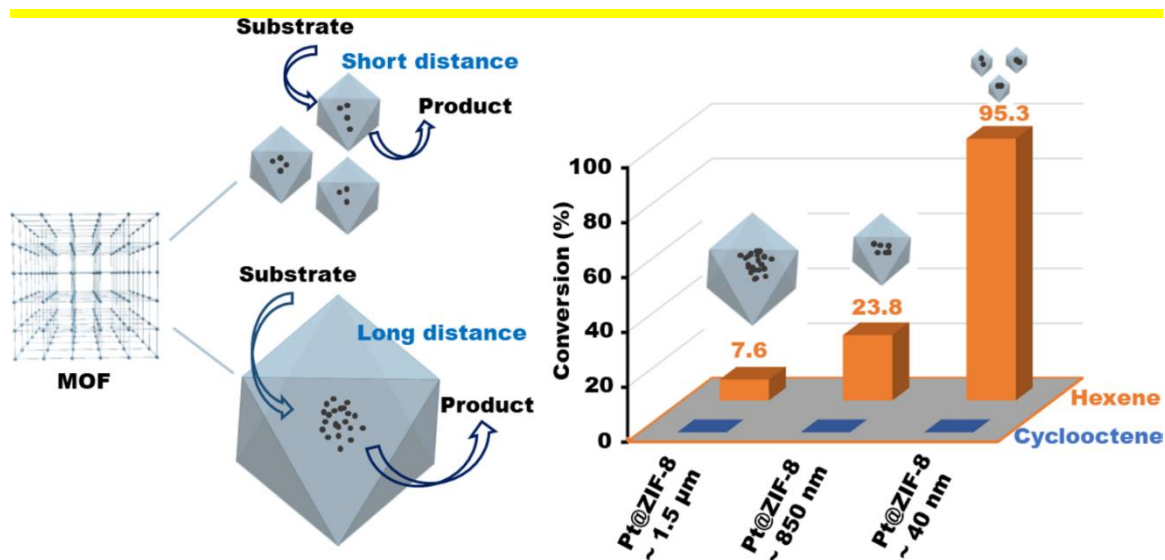 Substrate
Short distance
Product
MOF
Substrate
Long distance
Product
Conversion (%)
100
80
60
40
20
0
7.6
23.8
95.3
Hexene
Cyclooctene
Pt@ZIF-8
~ 1.5 µm
Pt@ZIF-8
~ 850 nm
Pt@ZIF-8
~ 40 nm